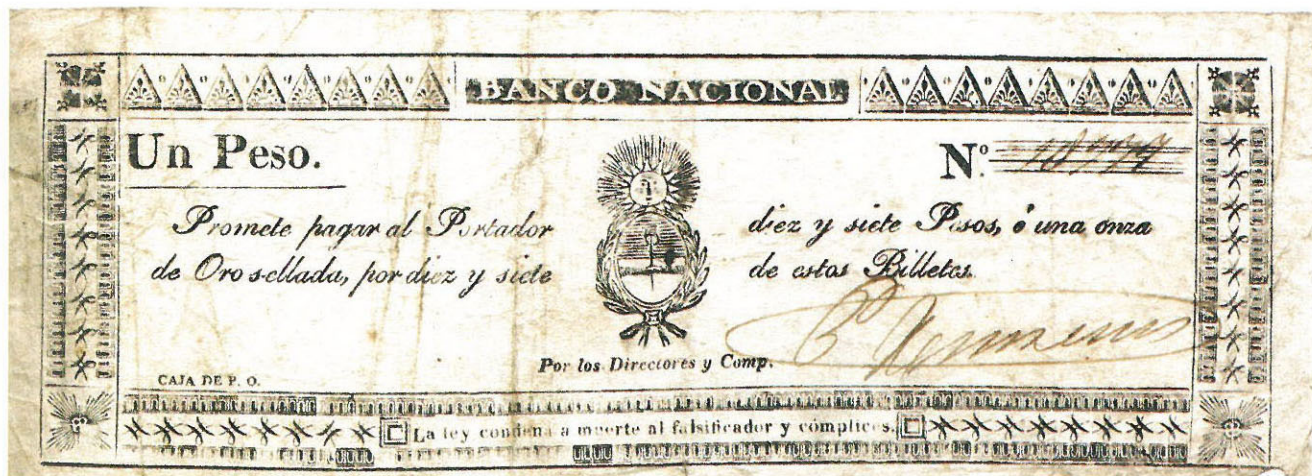 BANCO NACIONAL
Un Peso.
Nº
Promete pagar al Portador
diez y siete Pesos, ó una onza
de Oro sellada, por diez y siete
de estos Billetes.
Por los Directores y Comp.
CAJA DE P. O.
La ley condena a muerte al falsificador y cómplices.